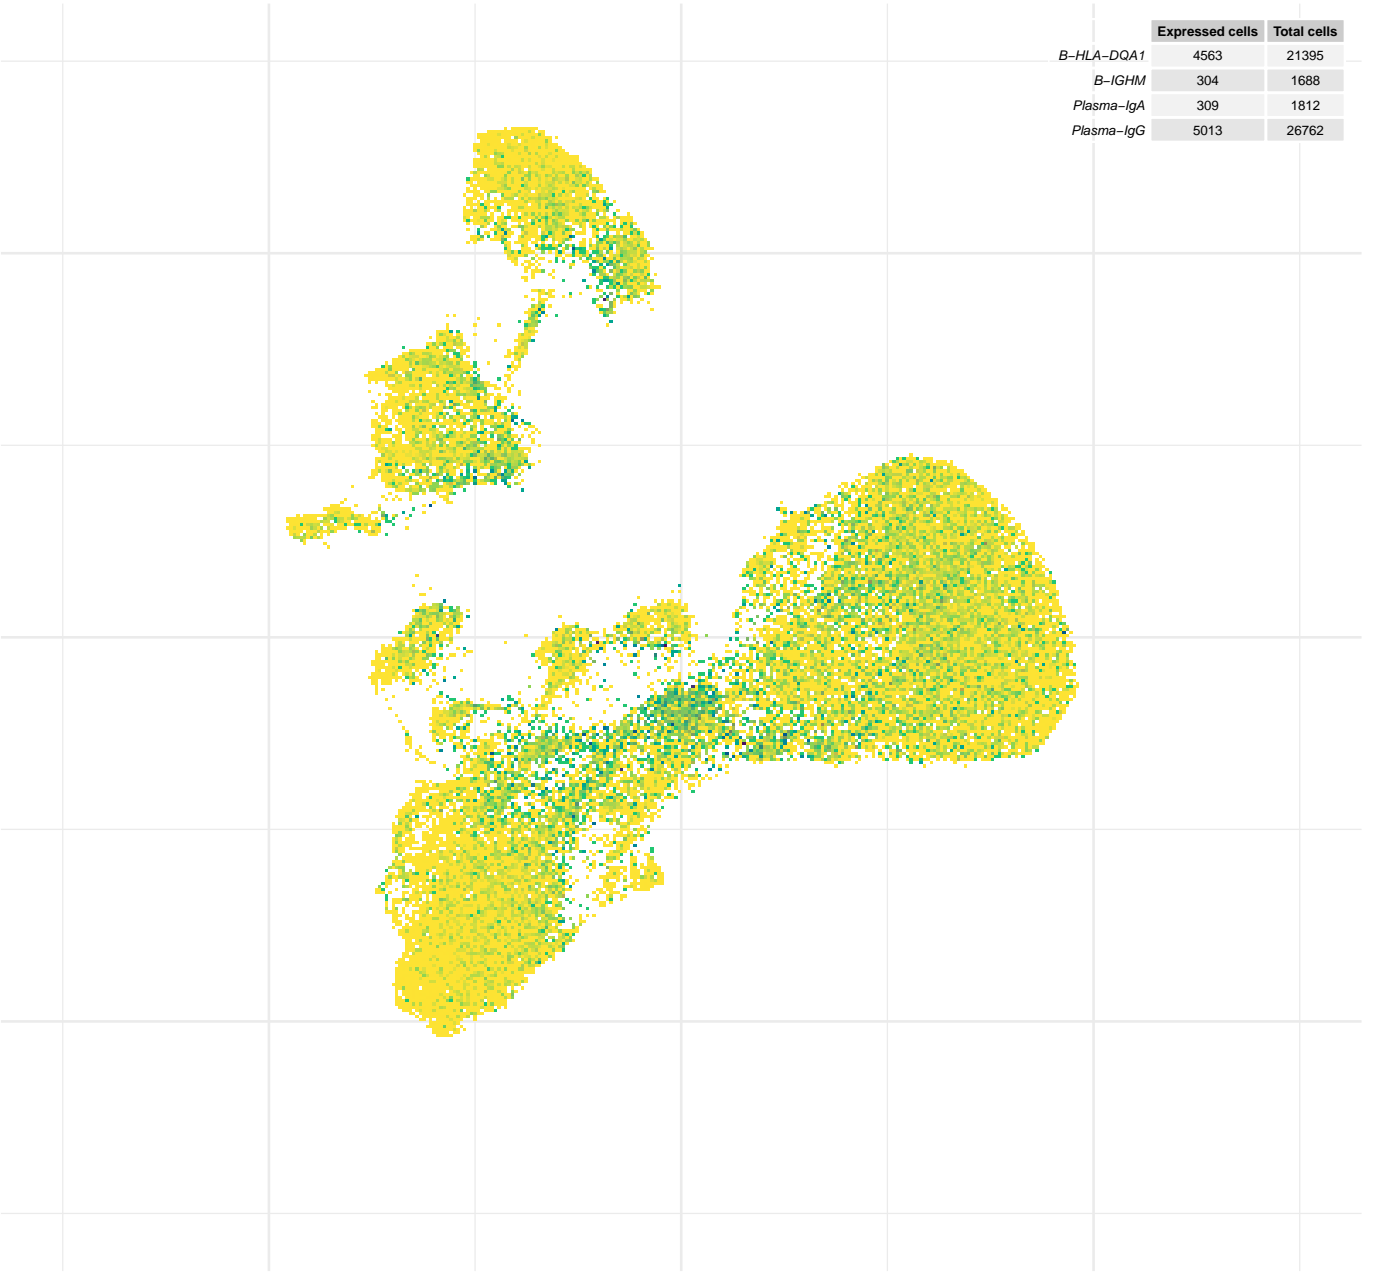 Expressed cells Total cells
B−HLA−DQA1 4563 21395
B−IGHM 304 1688
Plasma−IgA 309 1812
Plasma−IgG 5013 26762